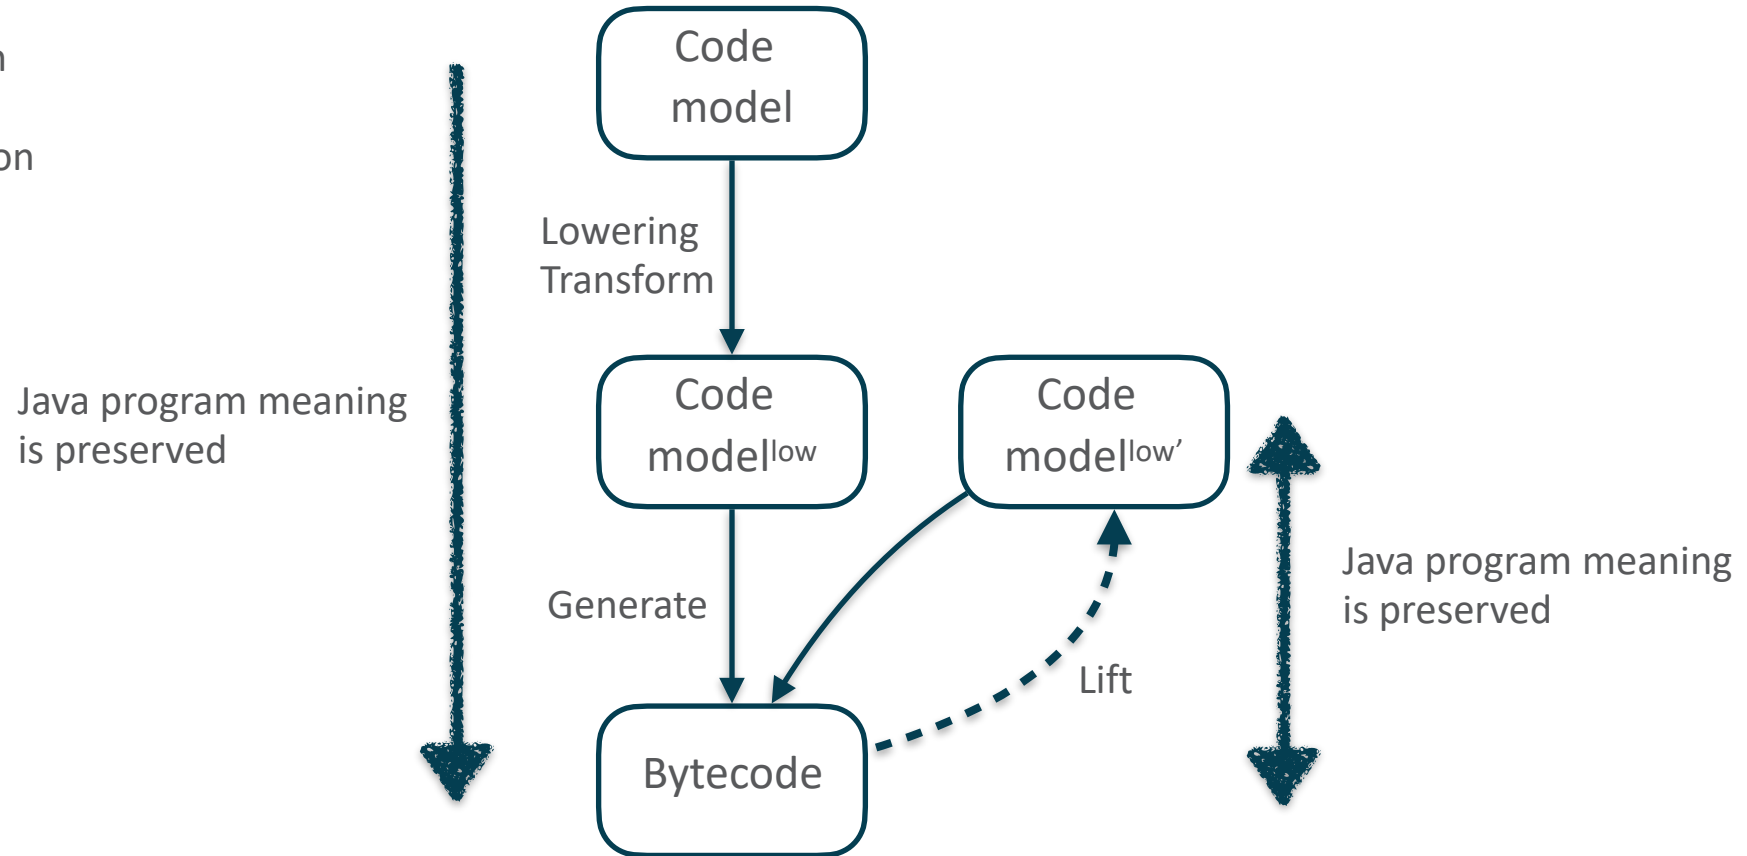 Code
model
on
Lowering
Transform
Java program meaning
is preserved
Code
modelˡᵒʷ
Code
modelˡᵒʷ’
Generate
Java program meaning
is preserved
Lift
Bytecode